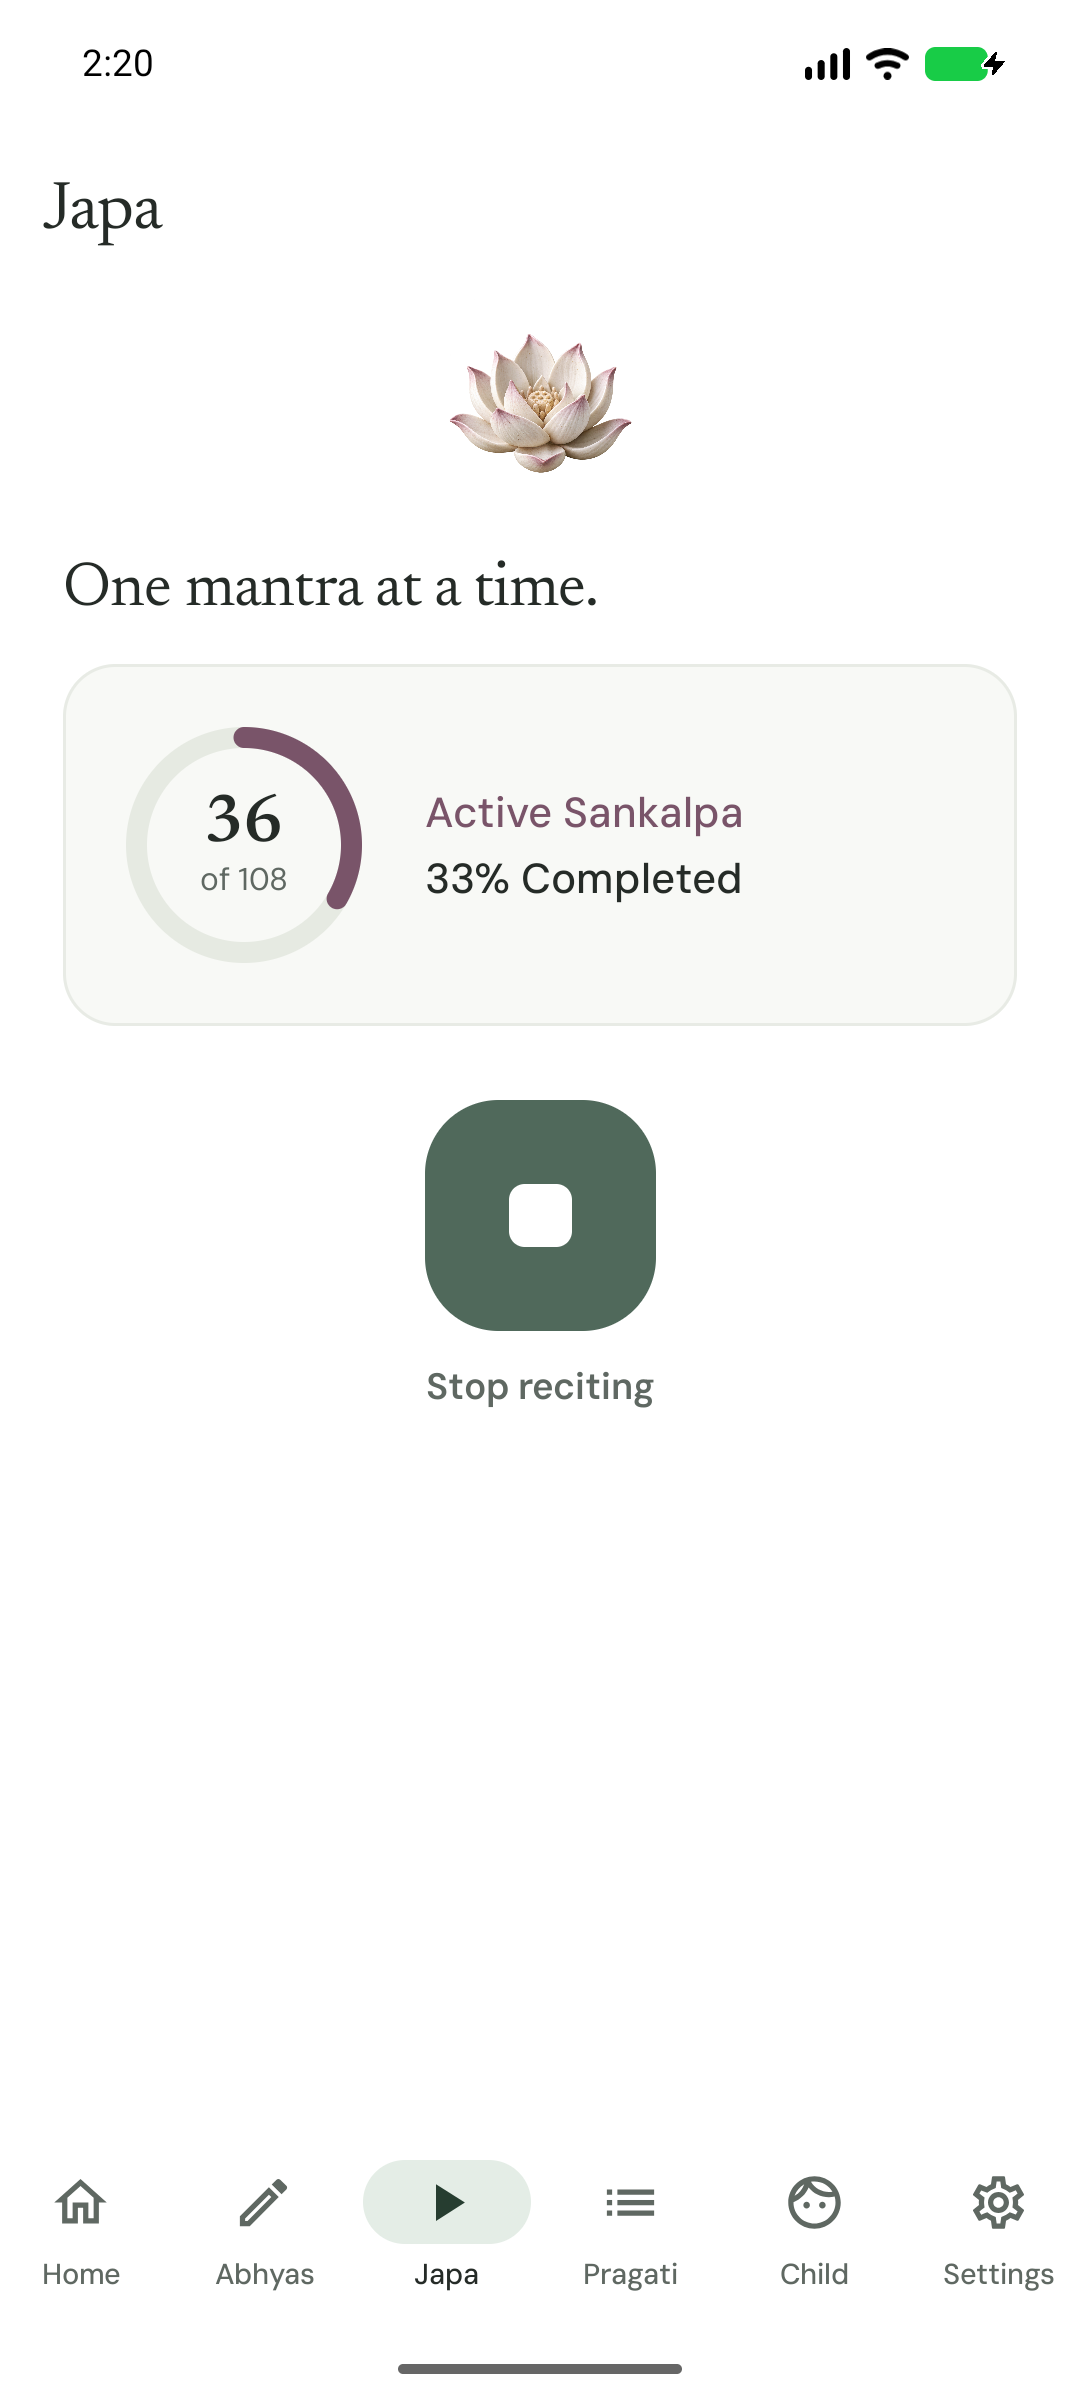 2:20
Japa
One mantra at a time.
36
of 108
Active Sankalpa
33% Completed
Stop reciting
Home
Abhyas
Japa
Pragati
Child
Settings